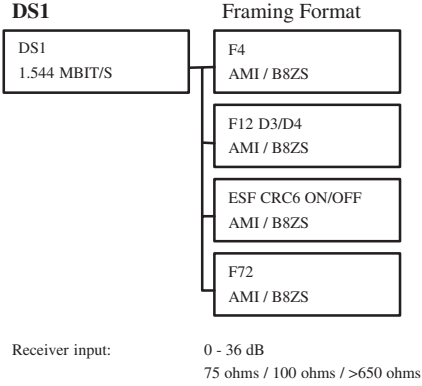 DS1 Framing Format
DS1
1.544 MBIT/S
F4
AMI / B8ZS
F12 D3/D4
AMI / B8ZS
ESF CRC6 ON/OFF
AMI / B8ZS
F72
AMI / B8ZS
Receiver input: 0 - 36 dB
75 ohms / 100 ohms / >650 ohms